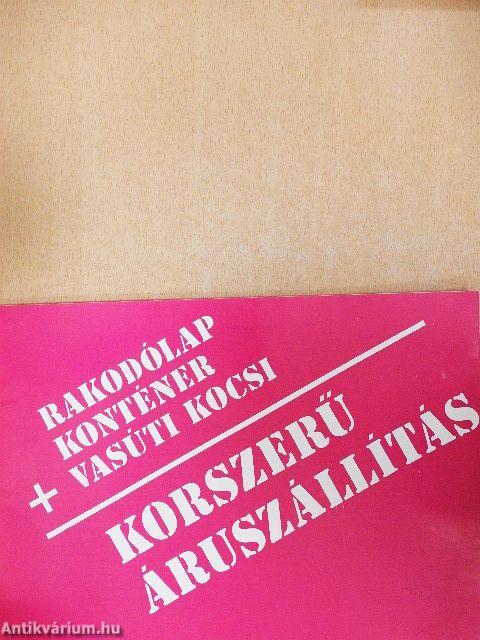 RAKODÓLAP
KONTÉNER
+ VASÚTI KOCSI
KORSZERŰ
ÁRUSZÁLLÍTÁS
Antikvárium.hu